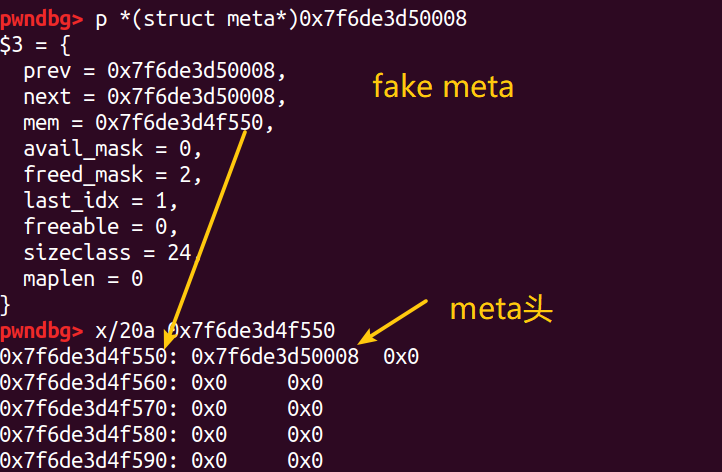 pwndbg> p *(struct meta*)0x7f6de3d50008
$3 = {
prev = 0x7f6de3d50008,
next = 0x7f6de3d50008,
fake meta
mem = 0x7f6de3d4f550,
avail_mask = 0,
freed_mask = 2,
last_idx = 1,
freeable = 0,
sizeclass = 24,
maplen = 0
}
meta头
pwndbg> x/20a 0x7f6de3d4f550
0x7f6de3d4f550: 0x7f6de3d50008 0x0
0x7f6de3d4f560: 0x0 0x0
0x7f6de3d4f570: 0x0 0x0
0x7f6de3d4f580: 0x0 0x0
0x7f6de3d4f590: 0x0 0x0